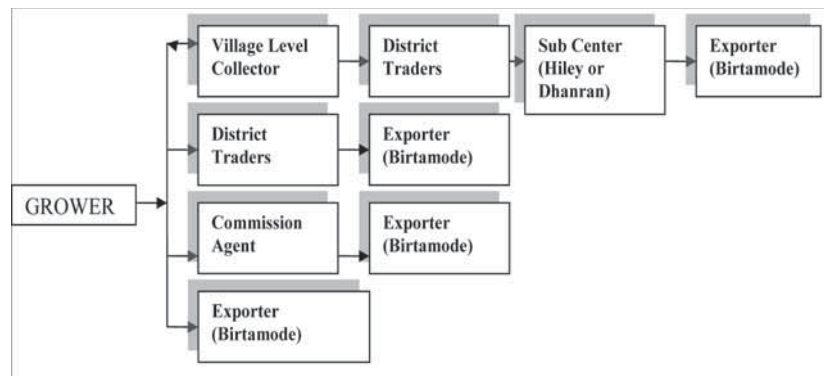 Village Level
Collector
District
Traders
Sub Center
(Hiley or
Dhanran)
Exporter
(Birtamode)
District
Traders
Exporter
(Birtamode)
GROWER
Commission
Agent
Exporter
(Birtamode)
Exporter
(Birtamode)